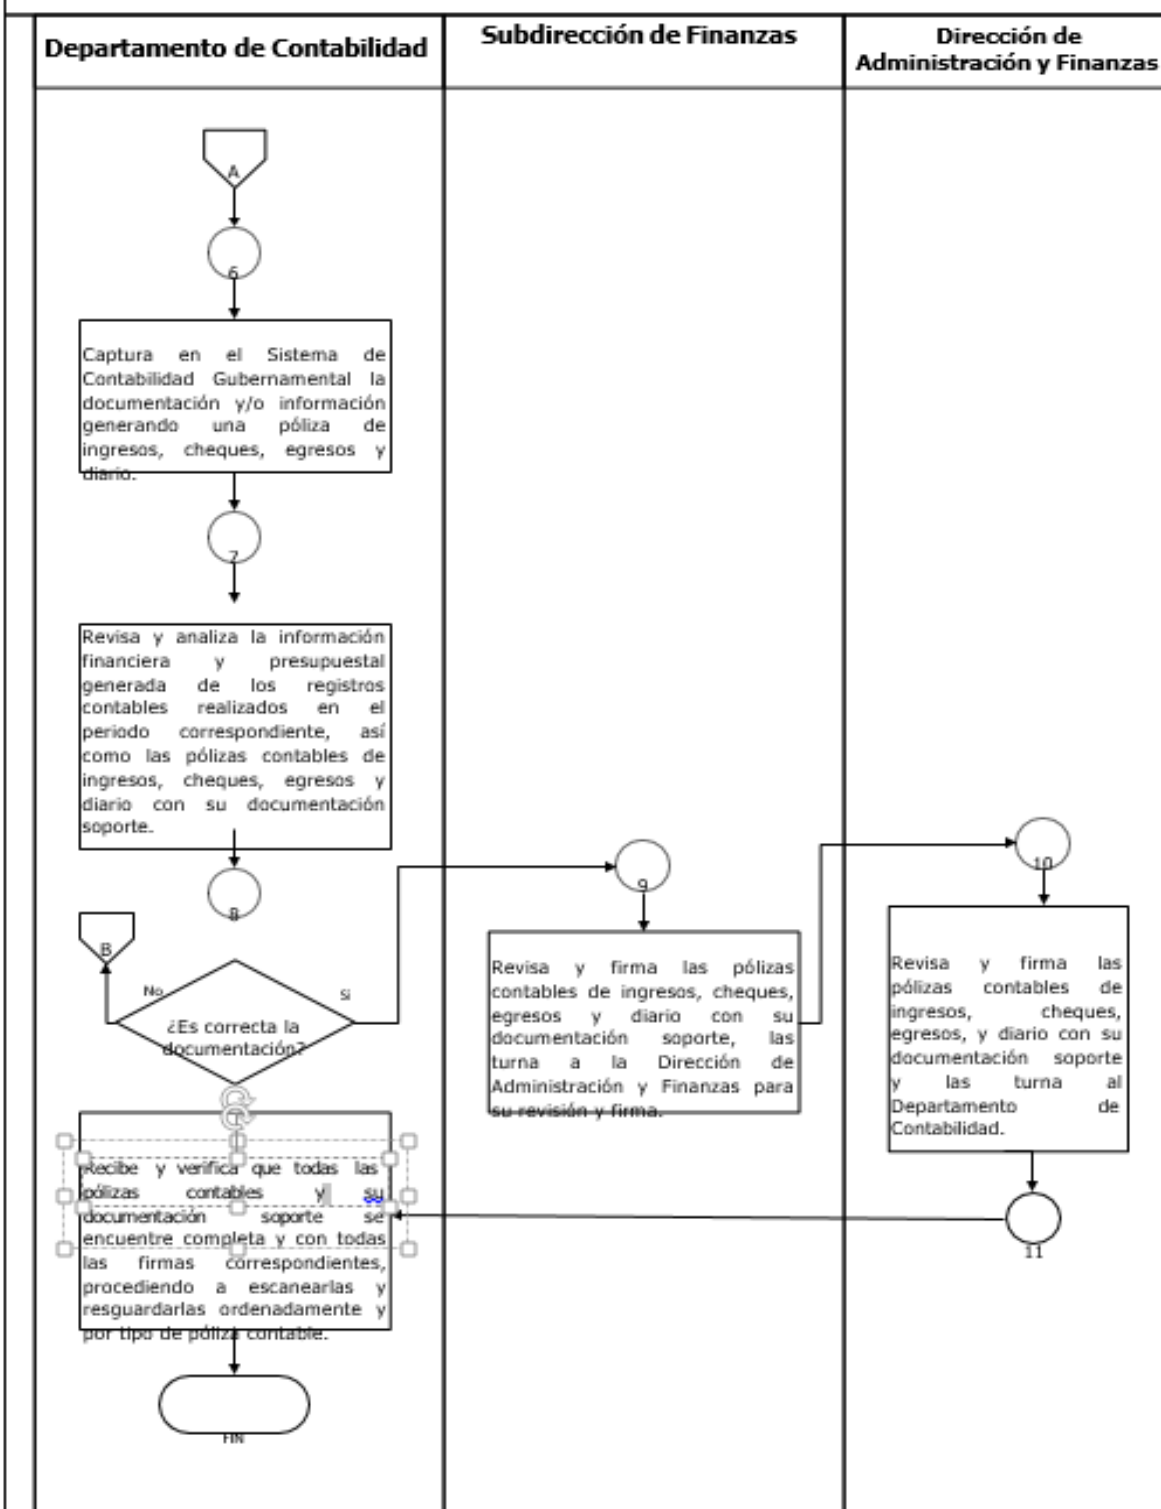 Departamento de Contabilidad
Subdirección de Finanzas
Dirección de
Administración y Finanzas
A
6
Captura en el Sistema de
Contabilidad Gubernamental la
documentación y/o información
generando una póliza de
ingresos, cheques, egresos y
diario.
7
Revisa y analiza la información
financiera y presupuestal
generada de los registros
contables realizados en el
periodo correspondiente, así
como las pólizas contables de
ingresos, cheques, egresos y
diario con su documentación
soporte.
8
B
No
Si
¿Es correcta la
documentación?
9
Revisa y firma las pólizas
contables de ingresos, cheques,
egresos y diario con su
documentación soporte, las
turna a la Dirección de
Administración y Finanzas para
su revisión y firma.
10
Revisa y firma las
pólizas contables de
ingresos, cheques,
egresos, y diario con su
documentación soporte
y las turna al
Departamento de
Contabilidad.
11
Recibe y verifica que todas las
pólizas contables y su
documentación soporte se
encuentre completa y con todas
las firmas correspondientes,
procediendo a escanearlas y
resguardarlas ordenadamente y
por tipo de póliza contable.
FIN